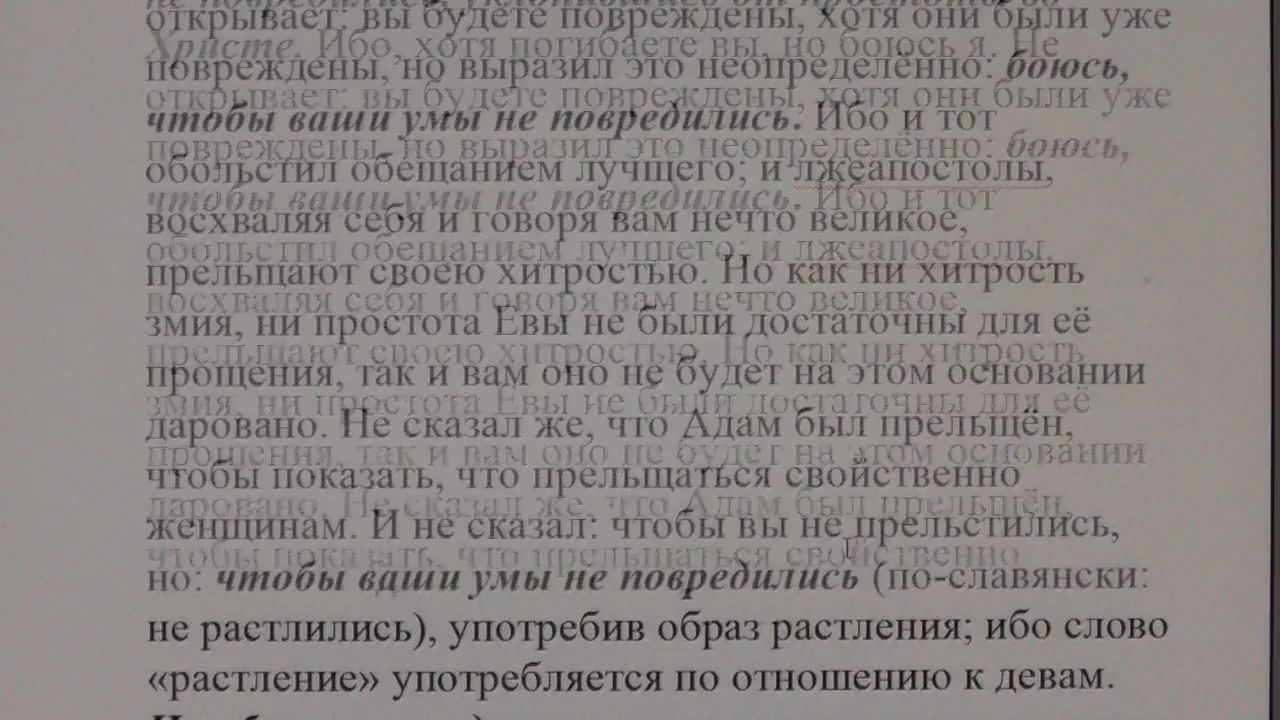 открывает: вы будете повреждены, хотя они были уже
повреждены, но выразил это неопределённо: боюсь,
чтобы ваши умы не повредились. Ибо и тот
обольстил обещанием лучшего; и лжеапостолы,
восхваляя себя и говоря вам нечто великое,
прельщают своею хитростью. Но как ни хитрость
змия, ни простота Евы не были достаточны для её
прощения, так и вам оно не будет на этом основании
даровано. Не сказал же, что Адам был прельщён,
чтобы показать, что прельщаться свойственно
женщинам. И не сказал: чтобы вы не прельстились,
но: чтобы ваши умы не повредились (по-славянски:
не растлились), употребив образ растления; ибо слово
«растление» употребляется по отношению к девам.